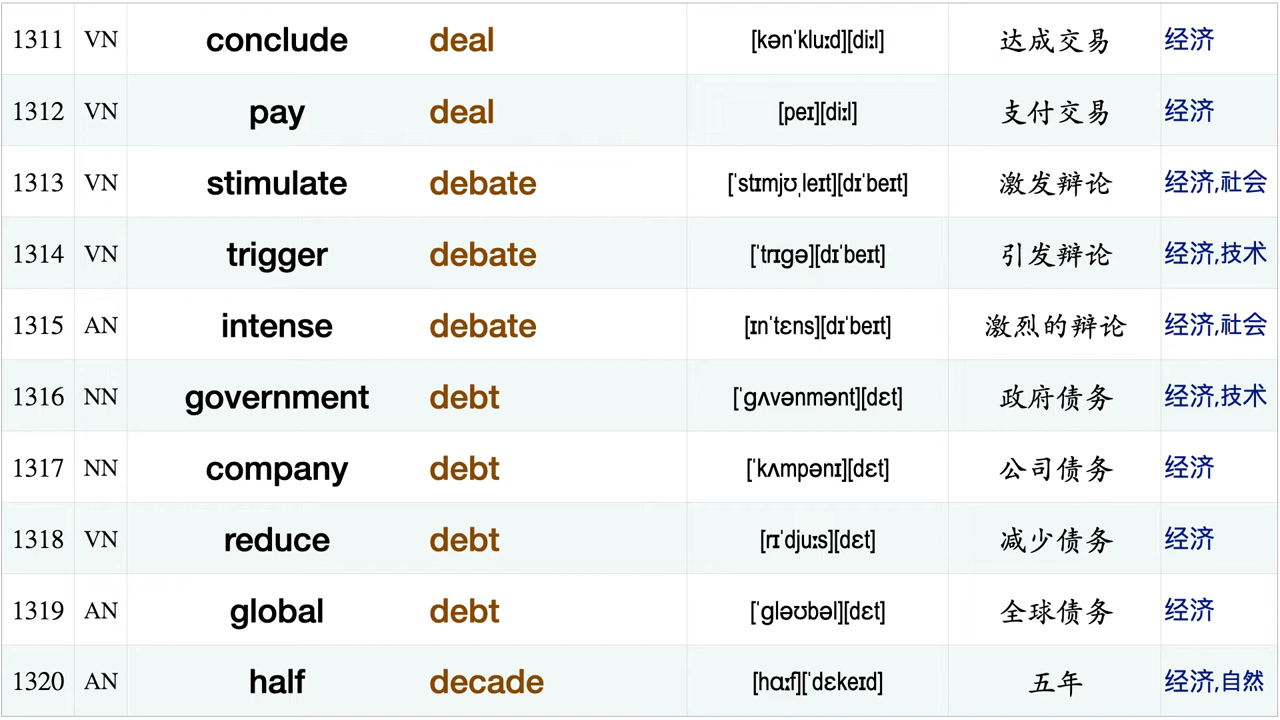 1311 VN conclude deal [kənˈkluːd][diːl] 达成交易 经济
1312 VN pay deal [peɪ][diːl] 支付交易 经济
1313 VN stimulate debate [ˈstɪmjʊˌleɪt][dɪˈbeɪt] 激发辩论 经济,社会
1314 VN trigger debate [ˈtrɪgə][dɪˈbeɪt] 引发辩论 经济,技术
1315 AN intense debate [ɪnˈtɛns][dɪˈbeɪt] 激烈的辩论 经济,社会
1316 NN government debt [ˈgʌvənmənt][dɛt] 政府债务 经济,技术
1317 NN company debt [ˈkʌmpənɪ][dɛt] 公司债务 经济
1318 VN reduce debt [rɪˈdjuːs][dɛt] 减少债务 经济
1319 AN global debt [ˈgləʊbəl][dɛt] 全球债务 经济
1320 AN half decade [hɑːf][ˈdɛkeɪd] 五年 经济,自然